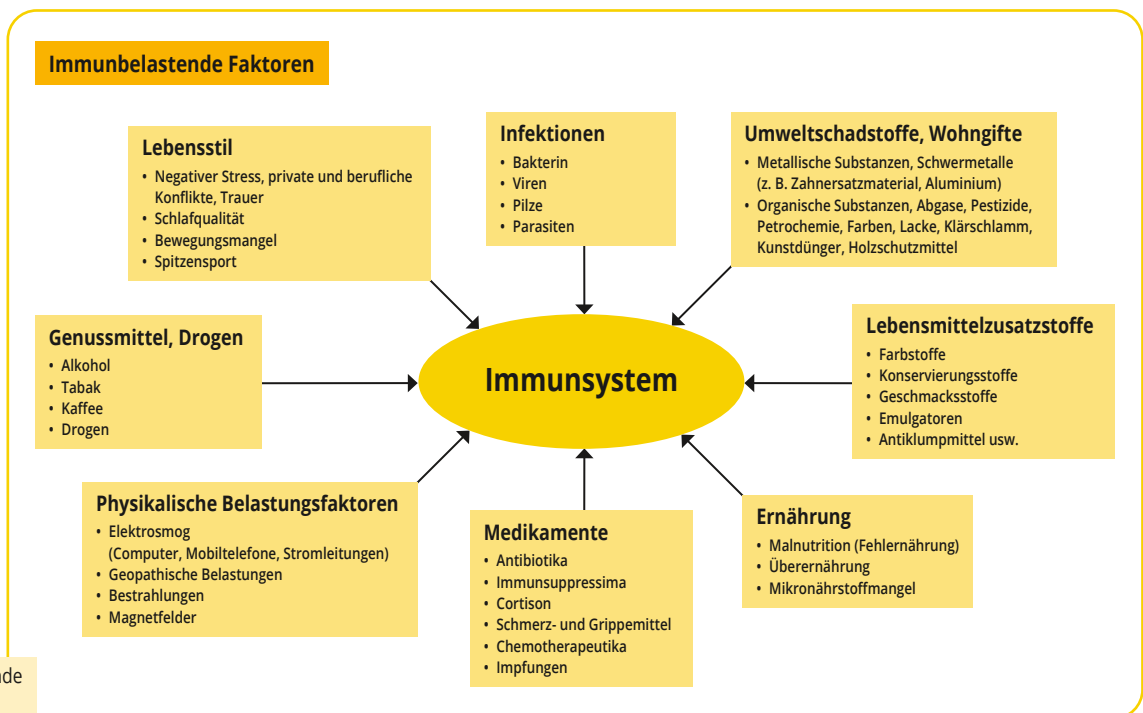 Immunbelastende Faktoren
Lebensstil
• Negativer Stress, private und berufliche
Konflikte, Trauer
• Schlafqualität
• Bewegungsmangel
• Spitzensport
Infektionen
• Bakterin
• Viren
• Pilze
• Parasiten
Umweltschadstoffe, Wohngifte
• Metallische Substanzen, Schwermetalle
(z. B. Zahnersatzmaterial, Aluminium)
• Organische Substanzen, Abgase, Pestizide,
Petrochemie, Farben, Lacke, Klärschlamm,
Kunstdünger, Holzschutzmittel
Genussmittel, Drogen
• Alkohol
• Tabak
• Kaffee
• Drogen
Immunsystem
Lebensmittelzusatzstoffe
• Farbstoffe
• Konservierungsstoffe
• Geschmacksstoffe
• Emulgatoren
• Antiklumpmittel usw.
Physikalische Belastungsfaktoren
• Elektrosmog
(Computer, Mobiltelefone, Stromleitungen)
• Geopathische Belastungen
• Bestrahlungen
• Magnetfelder
Medikamente
• Antibiotika
• Immunsuppressima
• Cortison
• Schmerz- und Grippemittel
• Chemotherapeutika
• Impfungen
Ernährung
• Malnutrition (Fehlernährung)
• Überernährung
• Mikronährstoffmangel